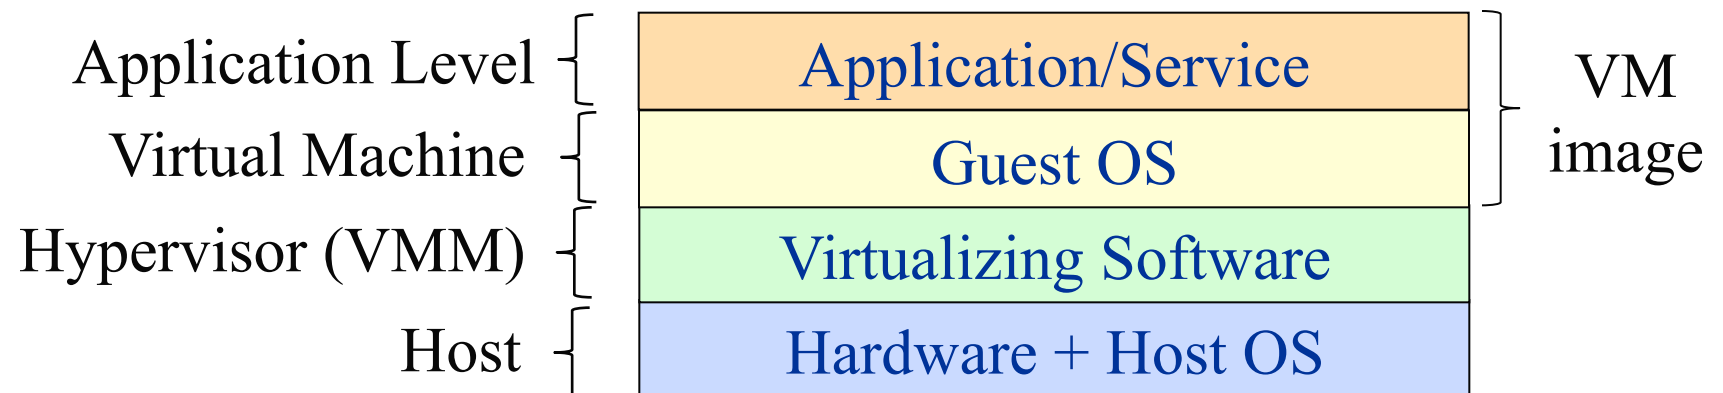 Application Level
Application/Service
VM
image
Virtual Machine
Guest OS
Hypervisor (VMM)
Virtualizing Software
Host
Hardware + Host OS